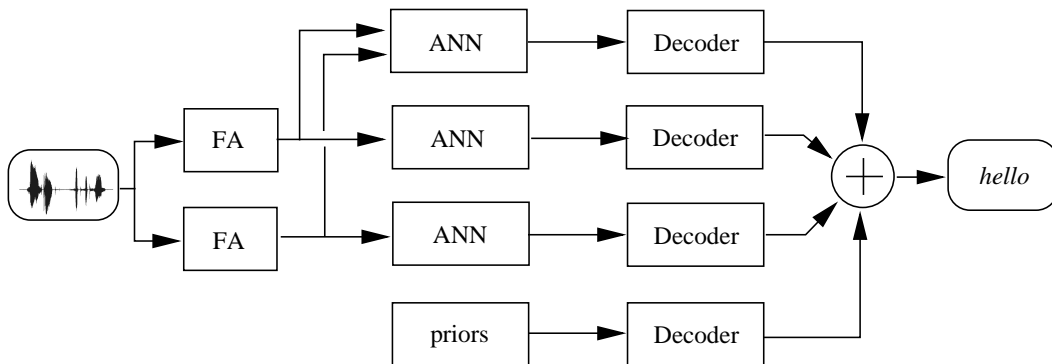 ANN
Decoder
FA
ANN
Decoder
hello
FA
ANN
Decoder
priors
Decoder